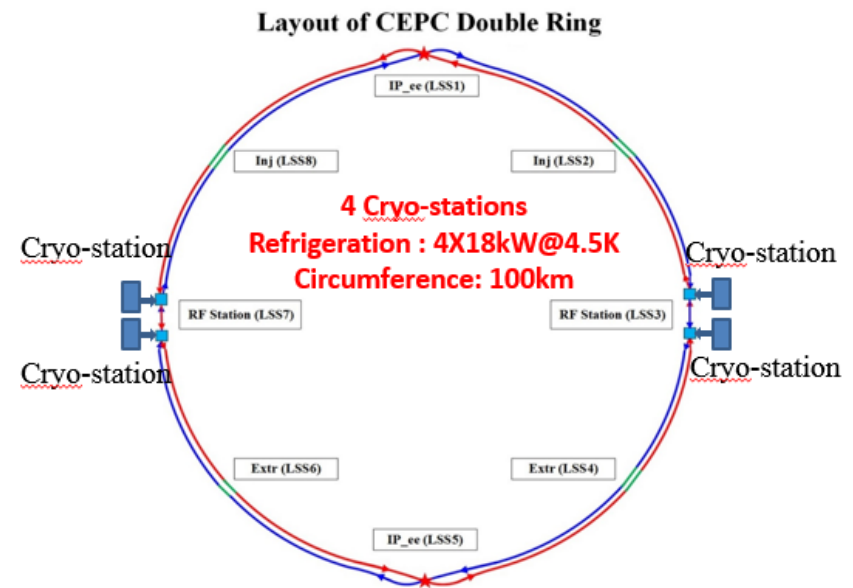 Layout of CEPC Double Ring
IP_ee (LSS1)
Inj (LSS8)
Inj (LSS2)
4 Cryo-stations
Refrigeration : 4X18kW@4.5K
Circumference: 100km
Cryo-station
Cryo-station
RF Station (LSS7)
RF Station (LSS3)
Cryo-station
Cryo-station
Extr (LSS6)
Extr (LSS4)
IP_ee (LSS5)